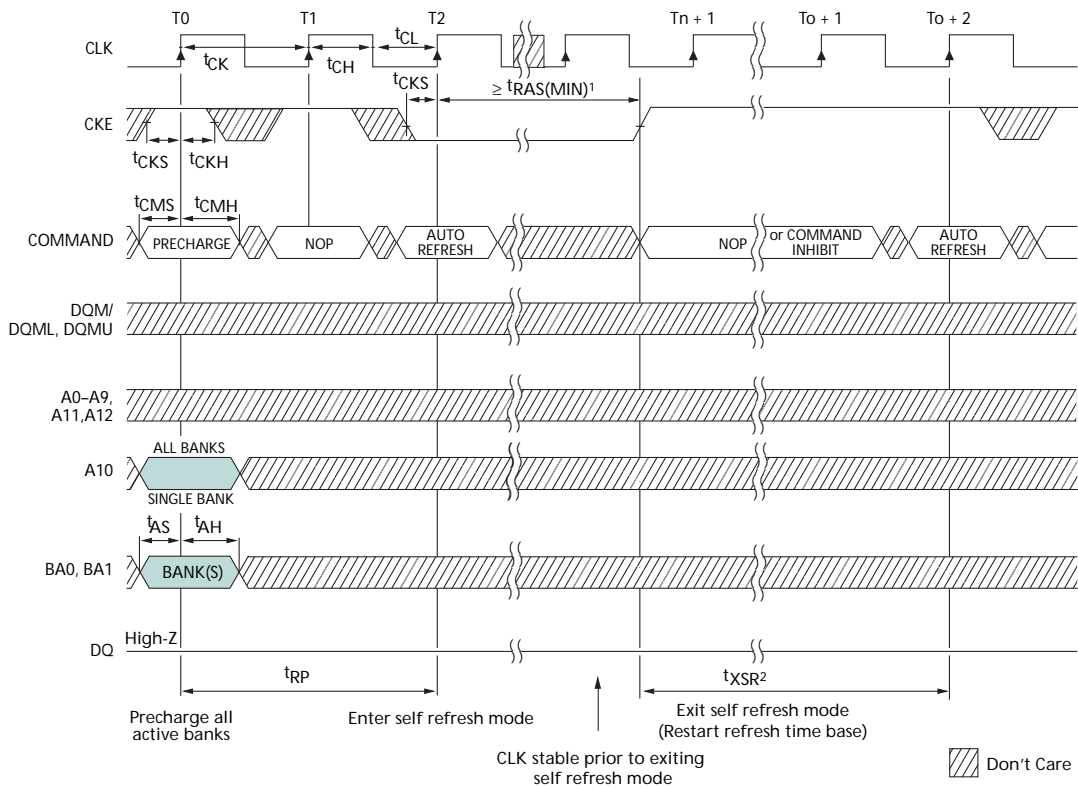 T0 T1 T2 Tn + 1 To + 1 To + 2
CLK
tCK tCH tCL
tCKS
≥ tRAS(MIN)1
CKE
tCKS tCKH
tCMS tCMH
COMMAND
PRECHARGE NOP AUTO REFRESH NOP or COMMAND INHIBIT AUTO REFRESH
DQM/
DQML, DQMU
A0–A9,
A11,A12
ALL BANKS
A10
SINGLE BANK
tAS tAH
BA0, BA1 BANK(S)
DQ High-Z
tRP tXSR2
Precharge all
active banks
Enter self refresh mode
Exit self refresh mode
(Restart refresh time base)
CLK stable prior to exiting
self refresh mode
Don't Care